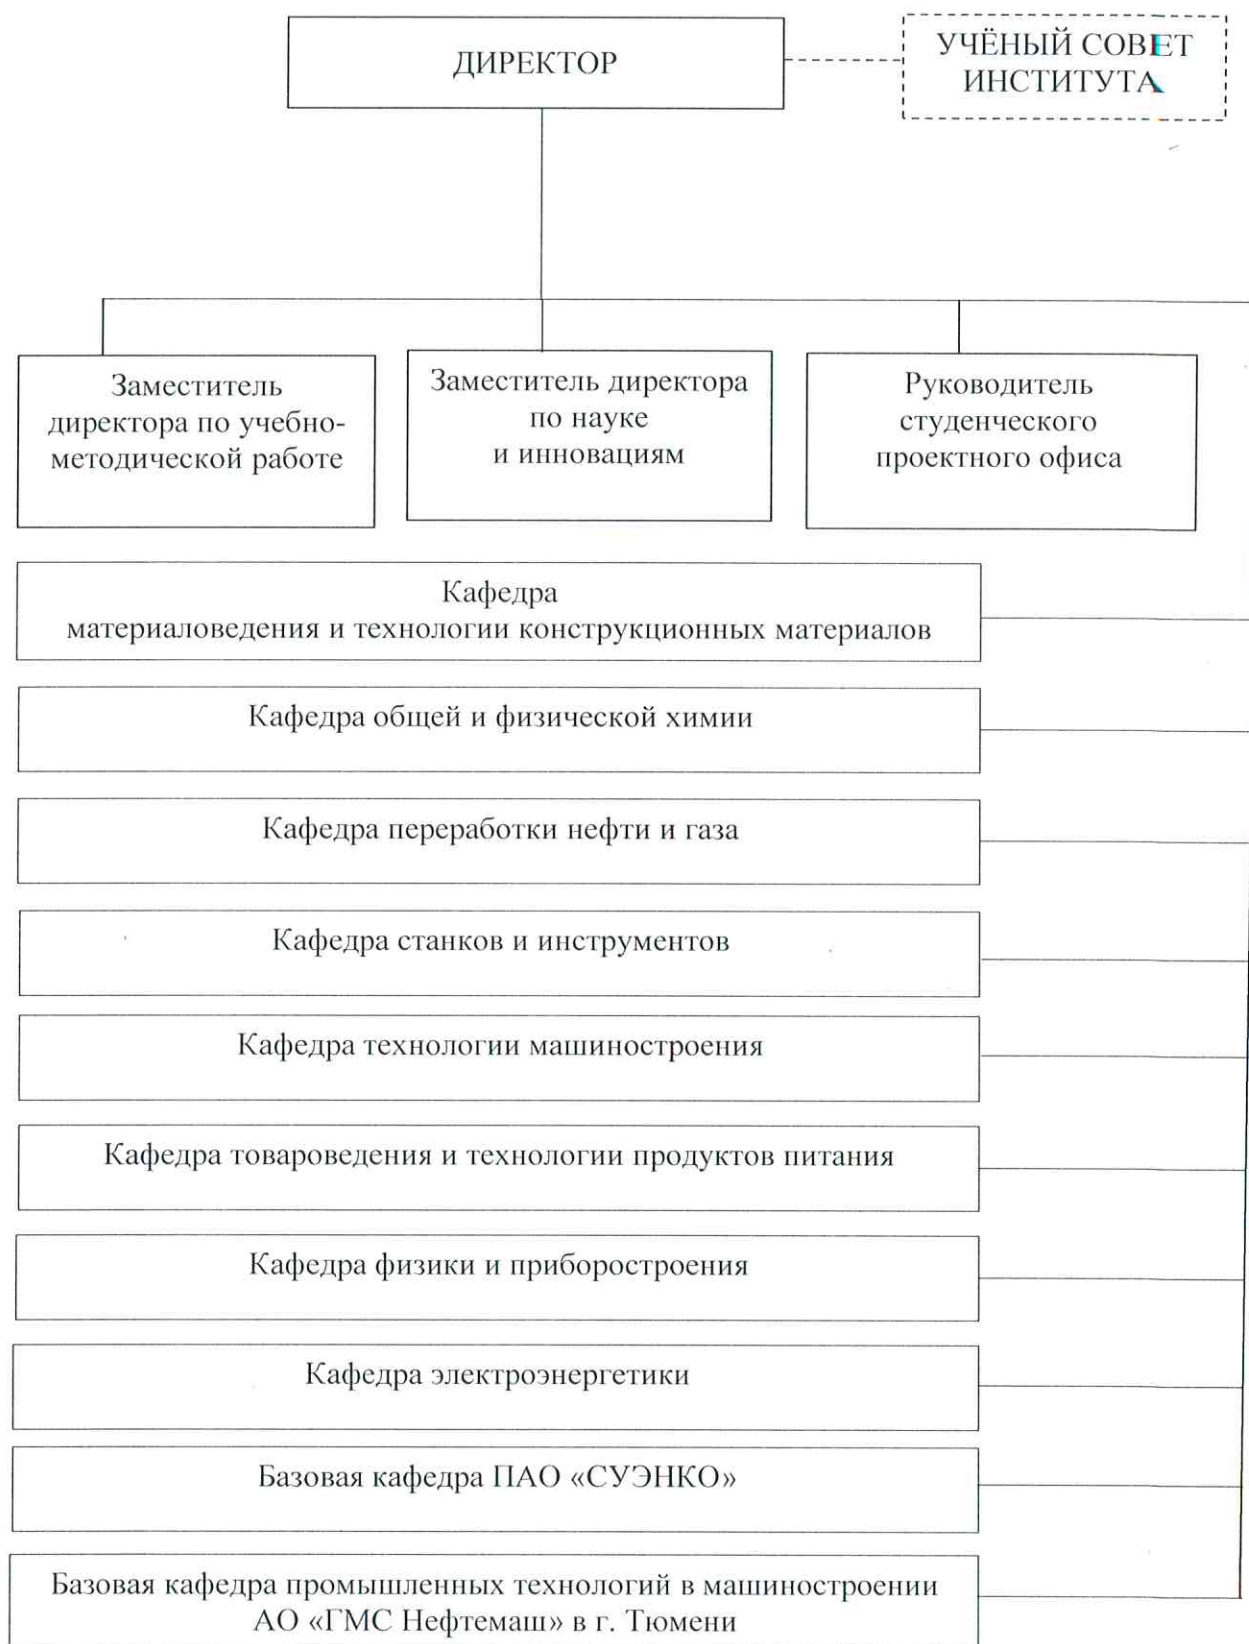 ДИРЕКТОР
УЧЁНЫЙ СОВЕТ
ИНСТИТУТА
Заместитель
директора по учебно-
методической работе
Заместитель директора
по науке
и инновациям
Руководитель
студенческого
проектного офиса
Кафедра
материаловедения и технологии конструкционных материалов
Кафедра общей и физической химии
Кафедра переработки нефти и газа
Кафедра станков и инструментов
Кафедра технологии машиностроения
Кафедра товароведения и технологии продуктов питания
Кафедра физики и приборостроения
Кафедра электроэнергетики
Базовая кафедра ПАО «СУЭНКО»
Базовая кафедра промышленных технологий в машиностроении
АО «ГМС Нефтемаш» в г. Тюмени